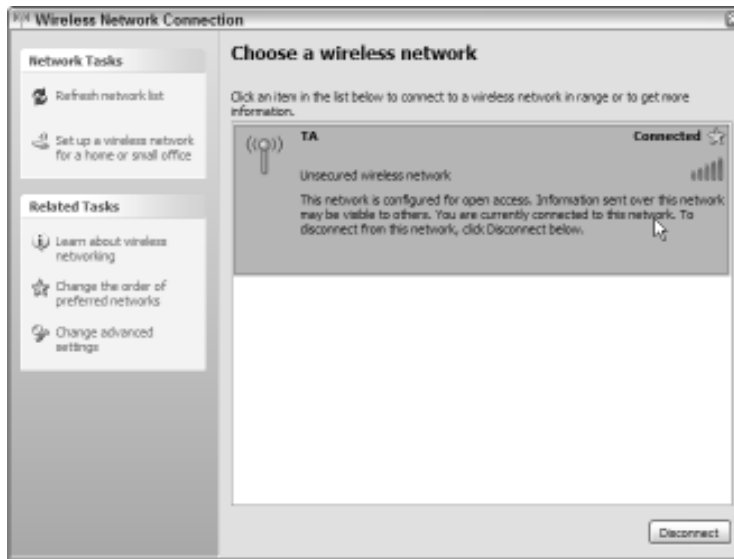 Wireless Network Connection
Network Tasks
Refresh network list
Set up a wireless network
for a home or small office
Related Tasks
Learn about wireless
networking
Change the order of
preferred networks
Change advanced
settings
Choose a wireless network
Click an item in the list below to connect to a wireless network in range or to get more
information.
TA Connected
Unsecured wireless network
This network is configured for open access. Information sent over this network
may be visible to others. You are currently connected to this network. To
disconnect from this network, click Disconnect below.
Disconnect